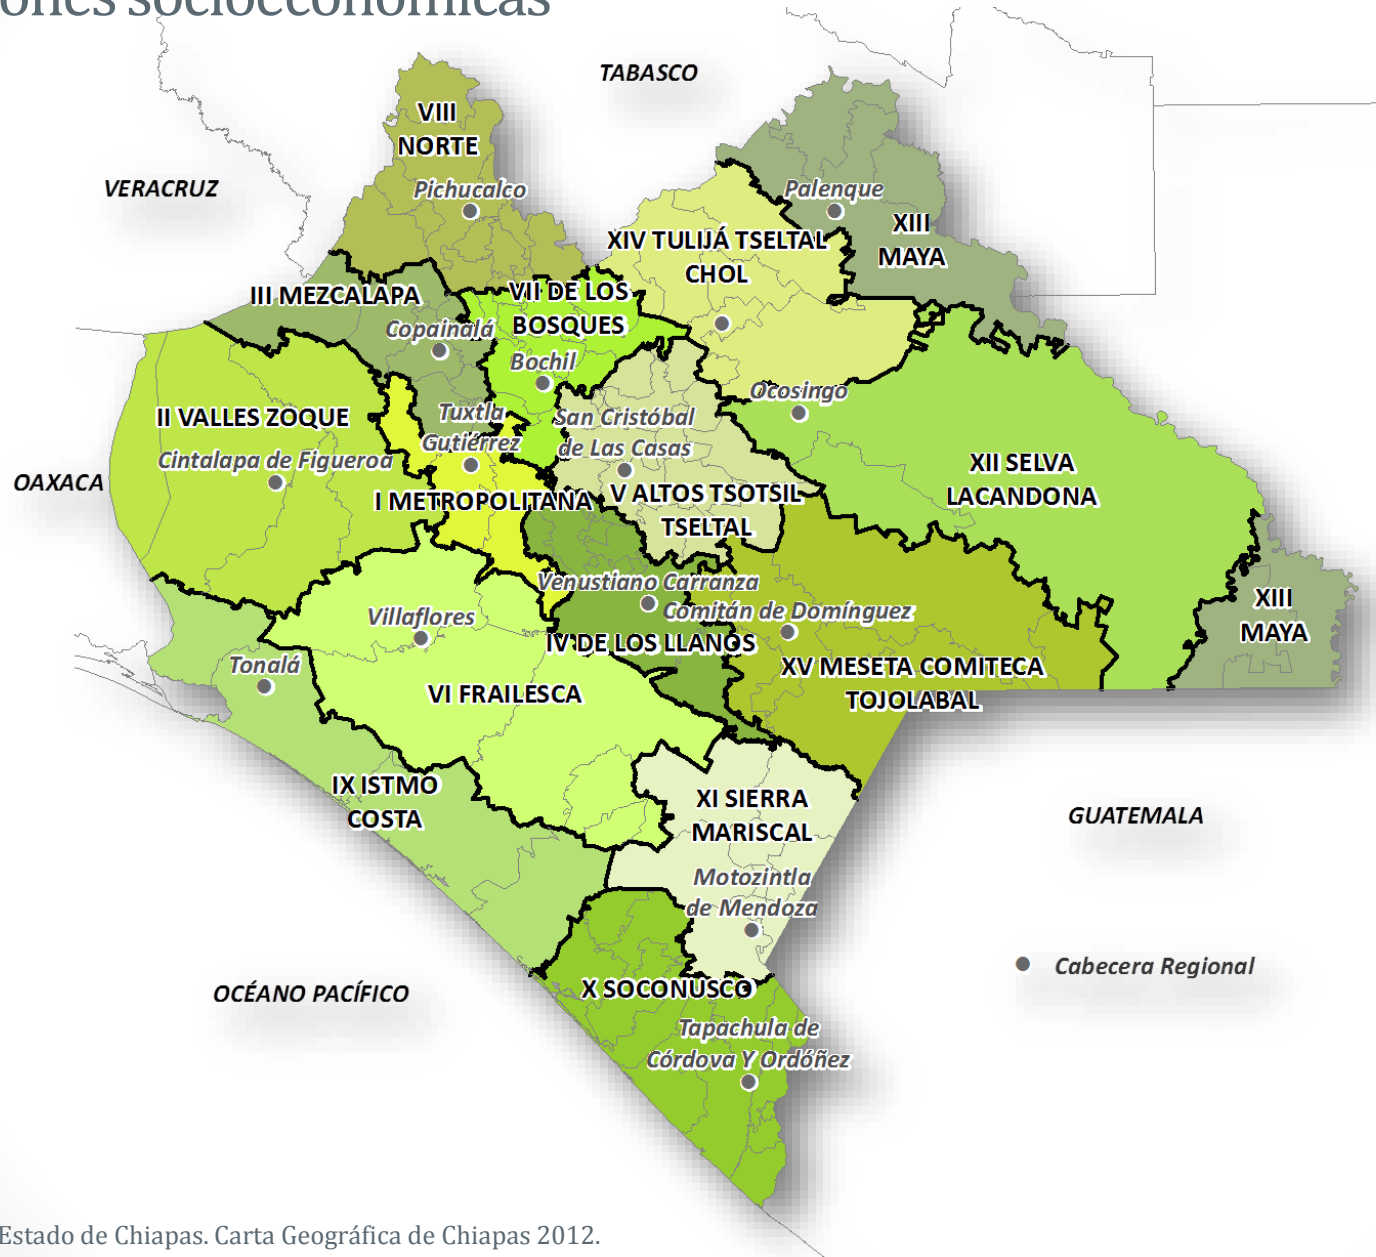 ones socioeconómicas
TABASCO
VIII
NORTE
VERACRUZ
Pichucalco
Palenque
XIII
MAYA
XIV TULIJÁ TSELTAL
CHOL
III MEZCALAPA
VII DE LOS
BOSQUES
Copainalá
Bochil
Ocosingo
II VALLES ZOQUE
Tuxtla
Gutiérrez
San Cristóbal
de Las Casas
Cintalapa de Figueroa
OAXACA
XII SELVA
LACANDONA
I METROPOLITANA
V ALTOS TSOTSIL
TSELTAL
Venustiano Carranza
Comitán de Domínguez
XIII
MAYA
Villaflores
IV DE LOS LLANOS
Tonalá
XV MESETA COMITECA
TOJOLABAL
VI FRAILESCA
IX ISTMO
COSTA
XI SIERRA
MARISCAL
GUATEMALA
Motozintla
de Mendoza
Cabecera Regional
OCÉANO PACÍFICO
X SOCONUSCO
Tapachula de
Córdova Y Ordóñez
Estado de Chiapas. Carta Geográfica de Chiapas 2012.